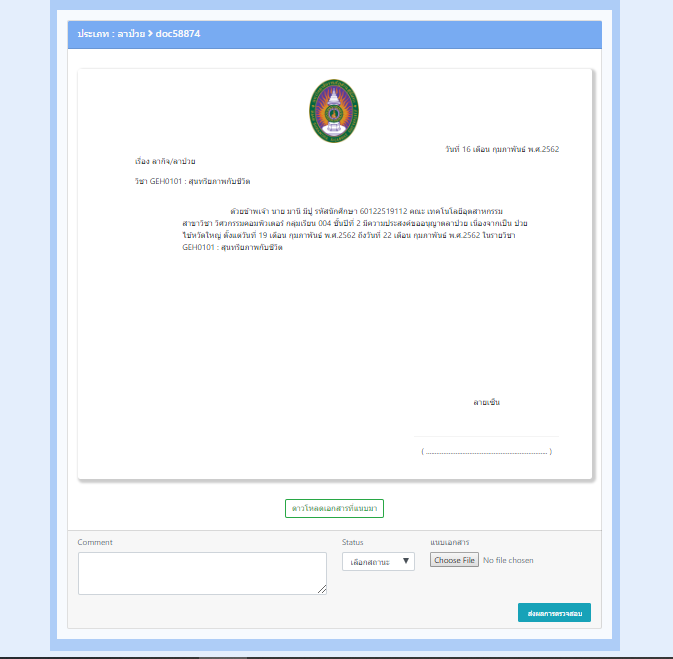 ประเภท : ลาป่วย > doc58874
วันที่ 16 เดือน กุมภาพันธ์ พ.ศ.2562
เรื่อง ลากิจ/ลาป่วย
วิชา GEH0101 : สุนทรียภาพกับชีวิต
ด้วยข้าพเจ้า นาย มานิ มีปู รหัสนักศึกษา 60122519112 คณะ เทคโนโลยีอุตสาหกรรม
สาขาวิชา วิศวกรรมคอมพิวเตอร์ กลุ่มเรียน 004 ชั้นปีที่ 2 มีความประสงค์ขออนุญาตลาป่วย เนื่องจากเป็น ป่วย
ไข้หวัดใหญ่ ตั้งแต่วันที่ 19 เดือน กุมภาพันธ์ พ.ศ.2562 ถึงวันที่ 22 เดือน กุมภาพันธ์ พ.ศ.2562 ในรายวิชา
GEH0101 : สุนทรียภาพกับชีวิต
ลายเซ็น
( ............................................................ )
ดาวโหลดเอกสารที่แนบมา
Comment Status แนบเอกสาร
เลือกสถานะ ▼ Choose File No file chosen
ส่งผลการตรวจสอบ